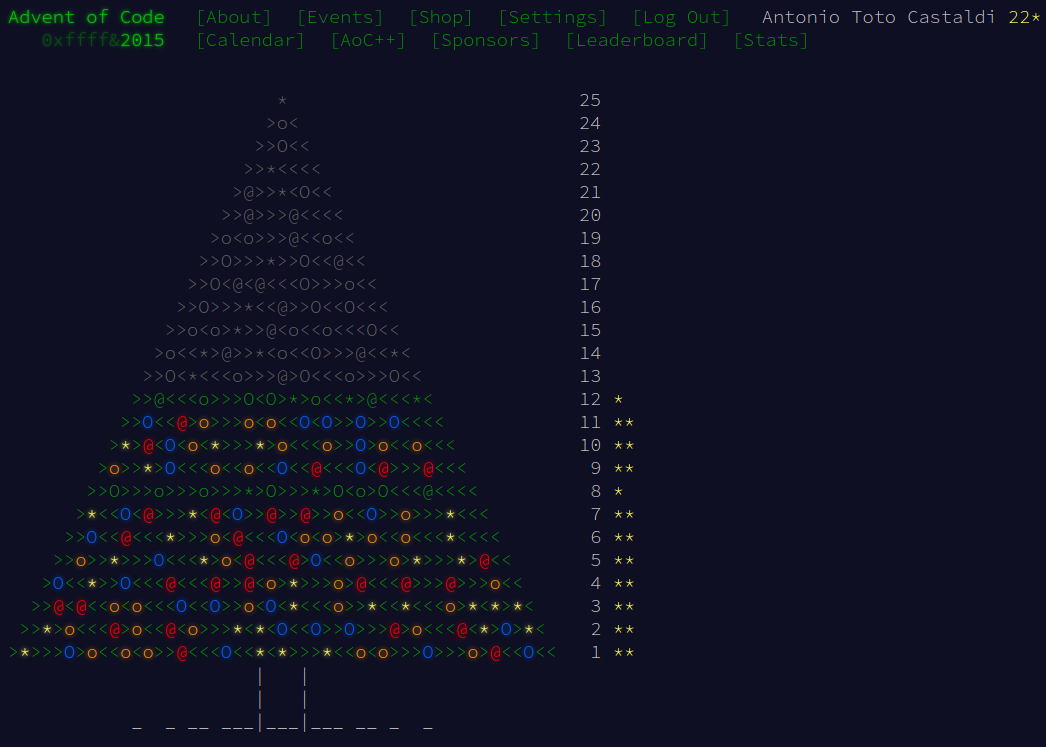 Advent of Code [About] [Events] [Shop] [Settings] [Log Out] Antonio Toto Castaldi 22*
0xffff&2015 [Calendar] [AoC++] [Sponsors] [Leaderboard] [Stats]
* 25
>o< 24
>>O<< 23
>>*<<<< 22
>@>>*<O<< 21
>>@>>>@<<<< 20
>o<o>>>@<<o<< 19
>>O>>>*>>O<<@<< 18
>>O<@<@<<<O>>>o<< 17
>>O>>>*<<@>>O<<O<<< 16
>>o<o>*>>@<o<<o<<<O<< 15
>o<<*>@>>*<o<<O>>>@<<*< 14
>>O<*<<<o>>>@>O<<<o>>>O<< 13
>>@<<<o>>>O<O>*>o<<*>@<<<*< 12 *
>>O<<@>o>>>o<o<<O<O>>O>>O<<<< 11 **
>*>@<O<o<*>>>*>o<<<o>>O<o<o<<<< 10 **
>o>>*>O<<<o<<o<<O<<@<<<O<@>>>@<<< 9 **
>>O>>>o>>>o>>>*>O>>>*>O<o>O<<<@<<<< 8 *
>*<<O<@>>>*<@<O>>@>>@>>o<<O>>o>>>*<<< 7 **
>>O<<@<<<*>>>o<@<<<O<o<o>*>o<o<<<*<<<< 6 **
>>o>>*>>>O<<<*>o<@<<<@>O<<o<<<o>*>>>*>@<< 5 **
>O<<*>>O<<<@<<<@>>@<o>*>>>o>@<<<@>>>@>>>o<< 4 **
>>@<@<<o<o<<<O<<O>>o<O<*<<<o>>*<<*<<<o>*<*>*< 3 **
>>*>o<<<@>o<<@<o>>>*<*<O<<O>>O>>>@>o<<<@<*>O>*< 2 **
>*>>>O>o<<o<o>>@<<<O<<*<*>>>*<<o<o>>>O>>>o>@<<O<< 1 **
| |
| |
_ _ __ ___|___|___ __ _ _